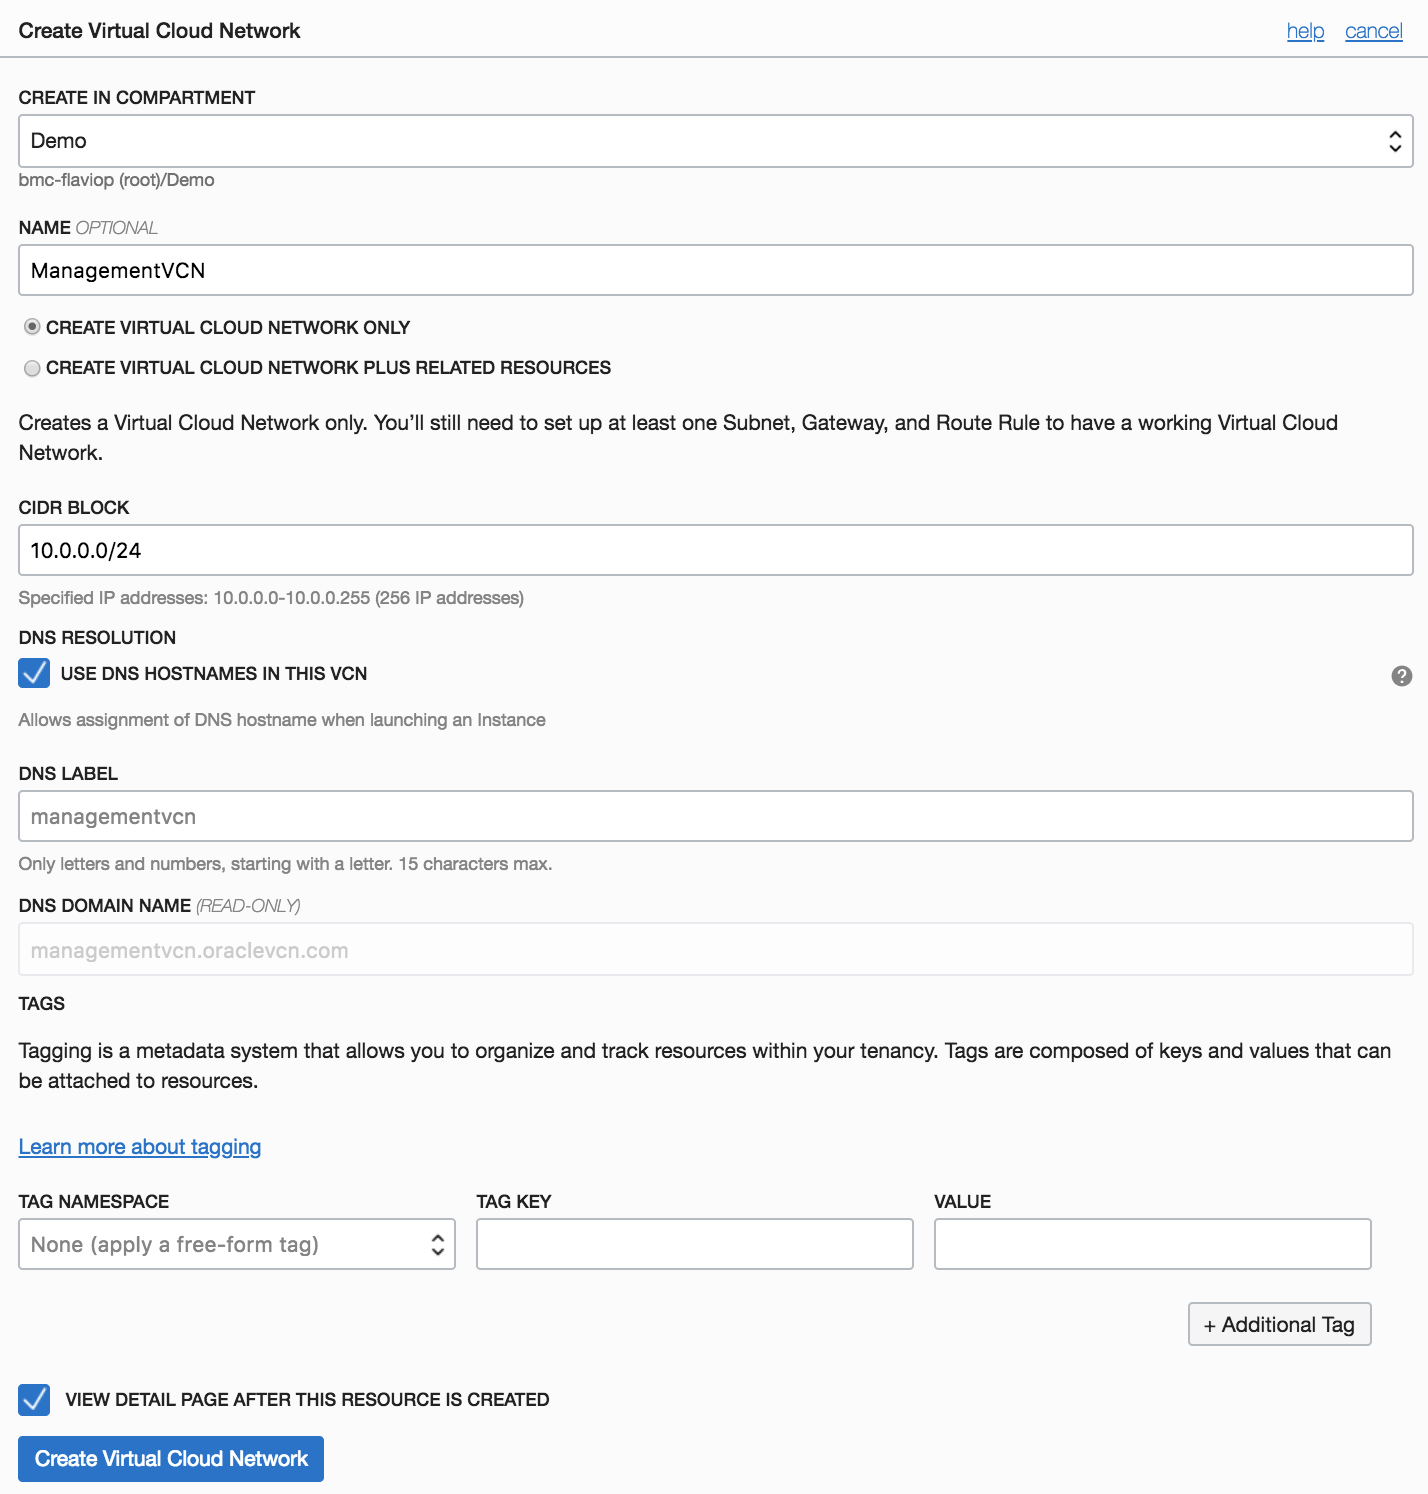 Create Virtual Cloud Network help cancel
CREATE IN COMPARTMENT
Demo
bmc-flaviop (root)/Demo
NAME OPTIONAL
ManagementVCN
CREATE VIRTUAL CLOUD NETWORK ONLY
CREATE VIRTUAL CLOUD NETWORK PLUS RELATED RESOURCES
Creates a Virtual Cloud Network only. You’ll still need to set up at least one Subnet, Gateway, and Route Rule to have a working Virtual Cloud
Network.
CIDR BLOCK
10.0.0.0/24
Specified IP addresses: 10.0.0.0-10.0.0.255 (256 IP addresses)
DNS RESOLUTION
USE DNS HOSTNAMES IN THIS VCN ?
Allows assignment of DNS hostname when launching an Instance
DNS LABEL
managementvcn
Only letters and numbers, starting with a letter. 15 characters max.
DNS DOMAIN NAME (READ-ONLY)
managementvcn.oraclevcn.com
TAGS
Tagging is a metadata system that allows you to organize and track resources within your tenancy. Tags are composed of keys and values that can
be attached to resources.
Learn more about tagging
TAG NAMESPACE TAG KEY VALUE
None (apply a free-form tag)
+ Additional Tag
VIEW DETAIL PAGE AFTER THIS RESOURCE IS CREATED
Create Virtual Cloud Network